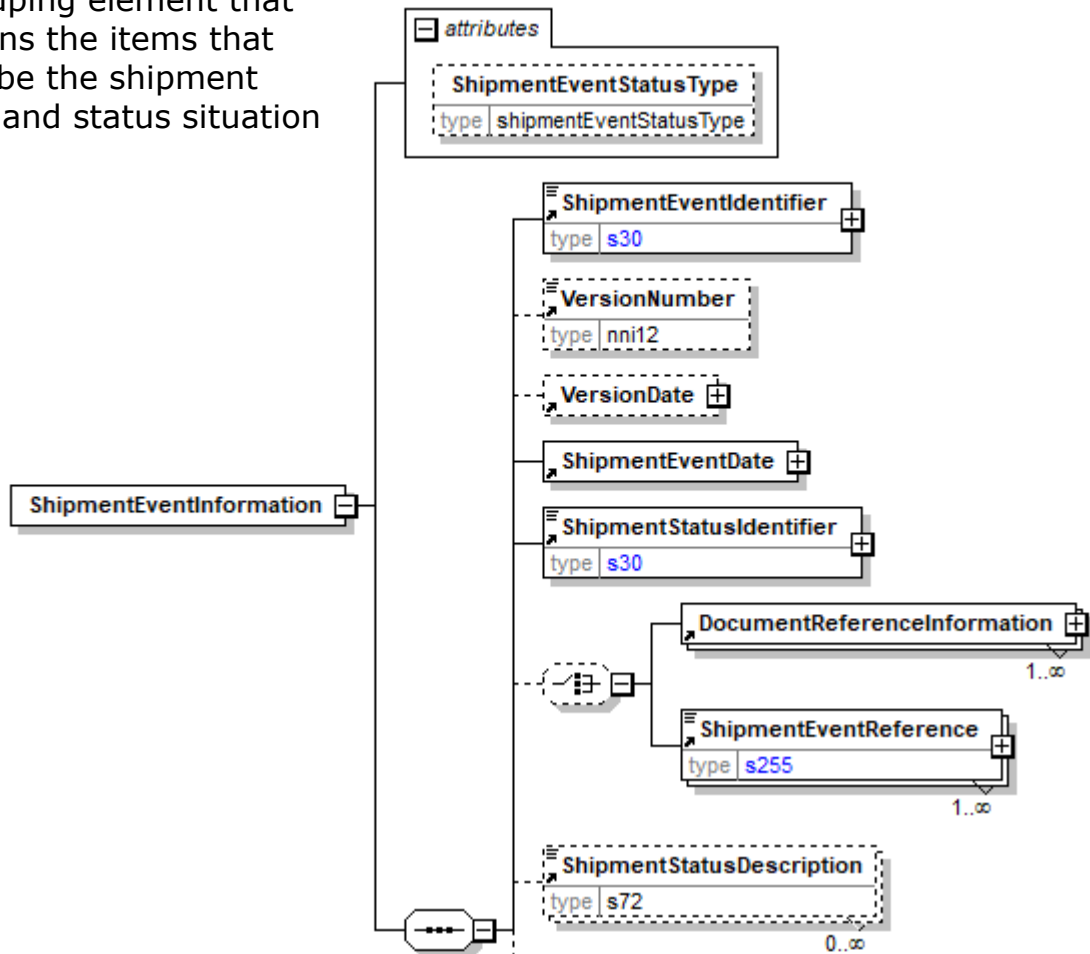 uping element that
ns the items that
be the shipment
and status situation
attributes
ShipmentEventStatusType
type shipmentEventStatusType
ShipmentEventIdentifier
type s30
VersionNumber
type nni12
VersionDate
ShipmentEventDate
ShipmentEventInformation
ShipmentStatusIdentifier
type s30
DocumentReferenceInformation
1..∞
ShipmentEventReference
type s255
1..∞
ShipmentStatusDescription
type s72
0..∞